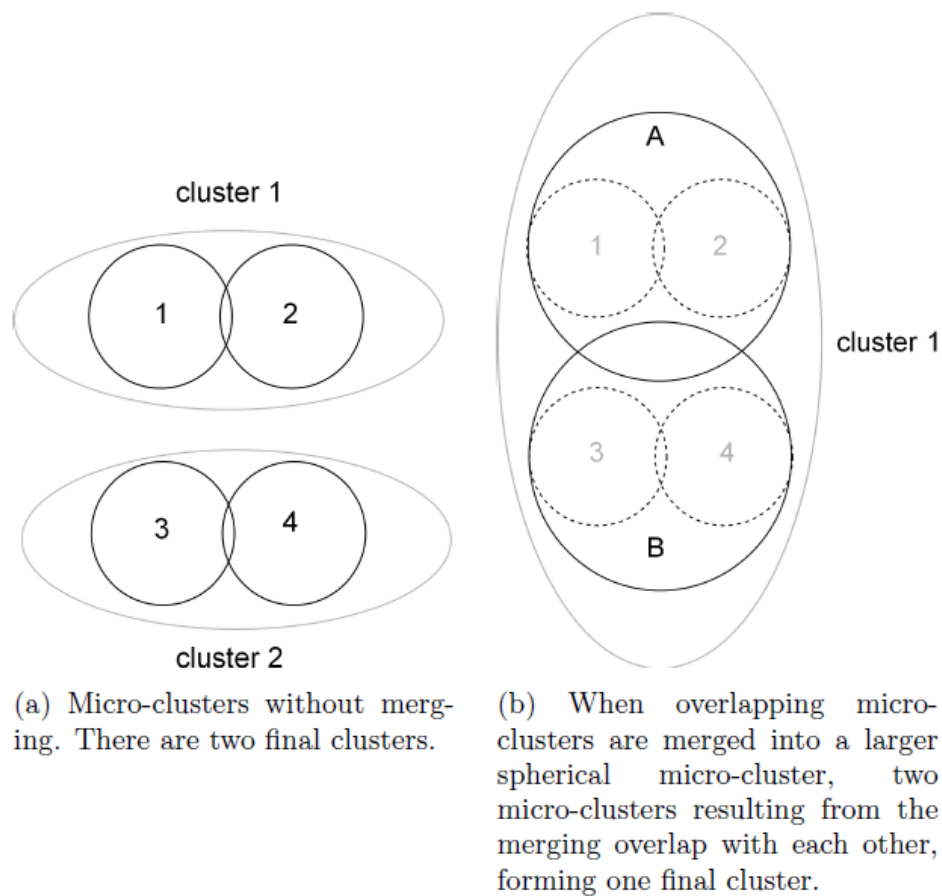 cluster 1
1
2
3
4
cluster 2
(a) Micro-clusters without merg-
ing. There are two final clusters.
A
1
2
3
4
B
cluster 1
(b) When overlapping micro-
clusters are merged into a larger
spherical micro-cluster, two
micro-clusters resulting from the
merging overlap with each other,
forming one final cluster.